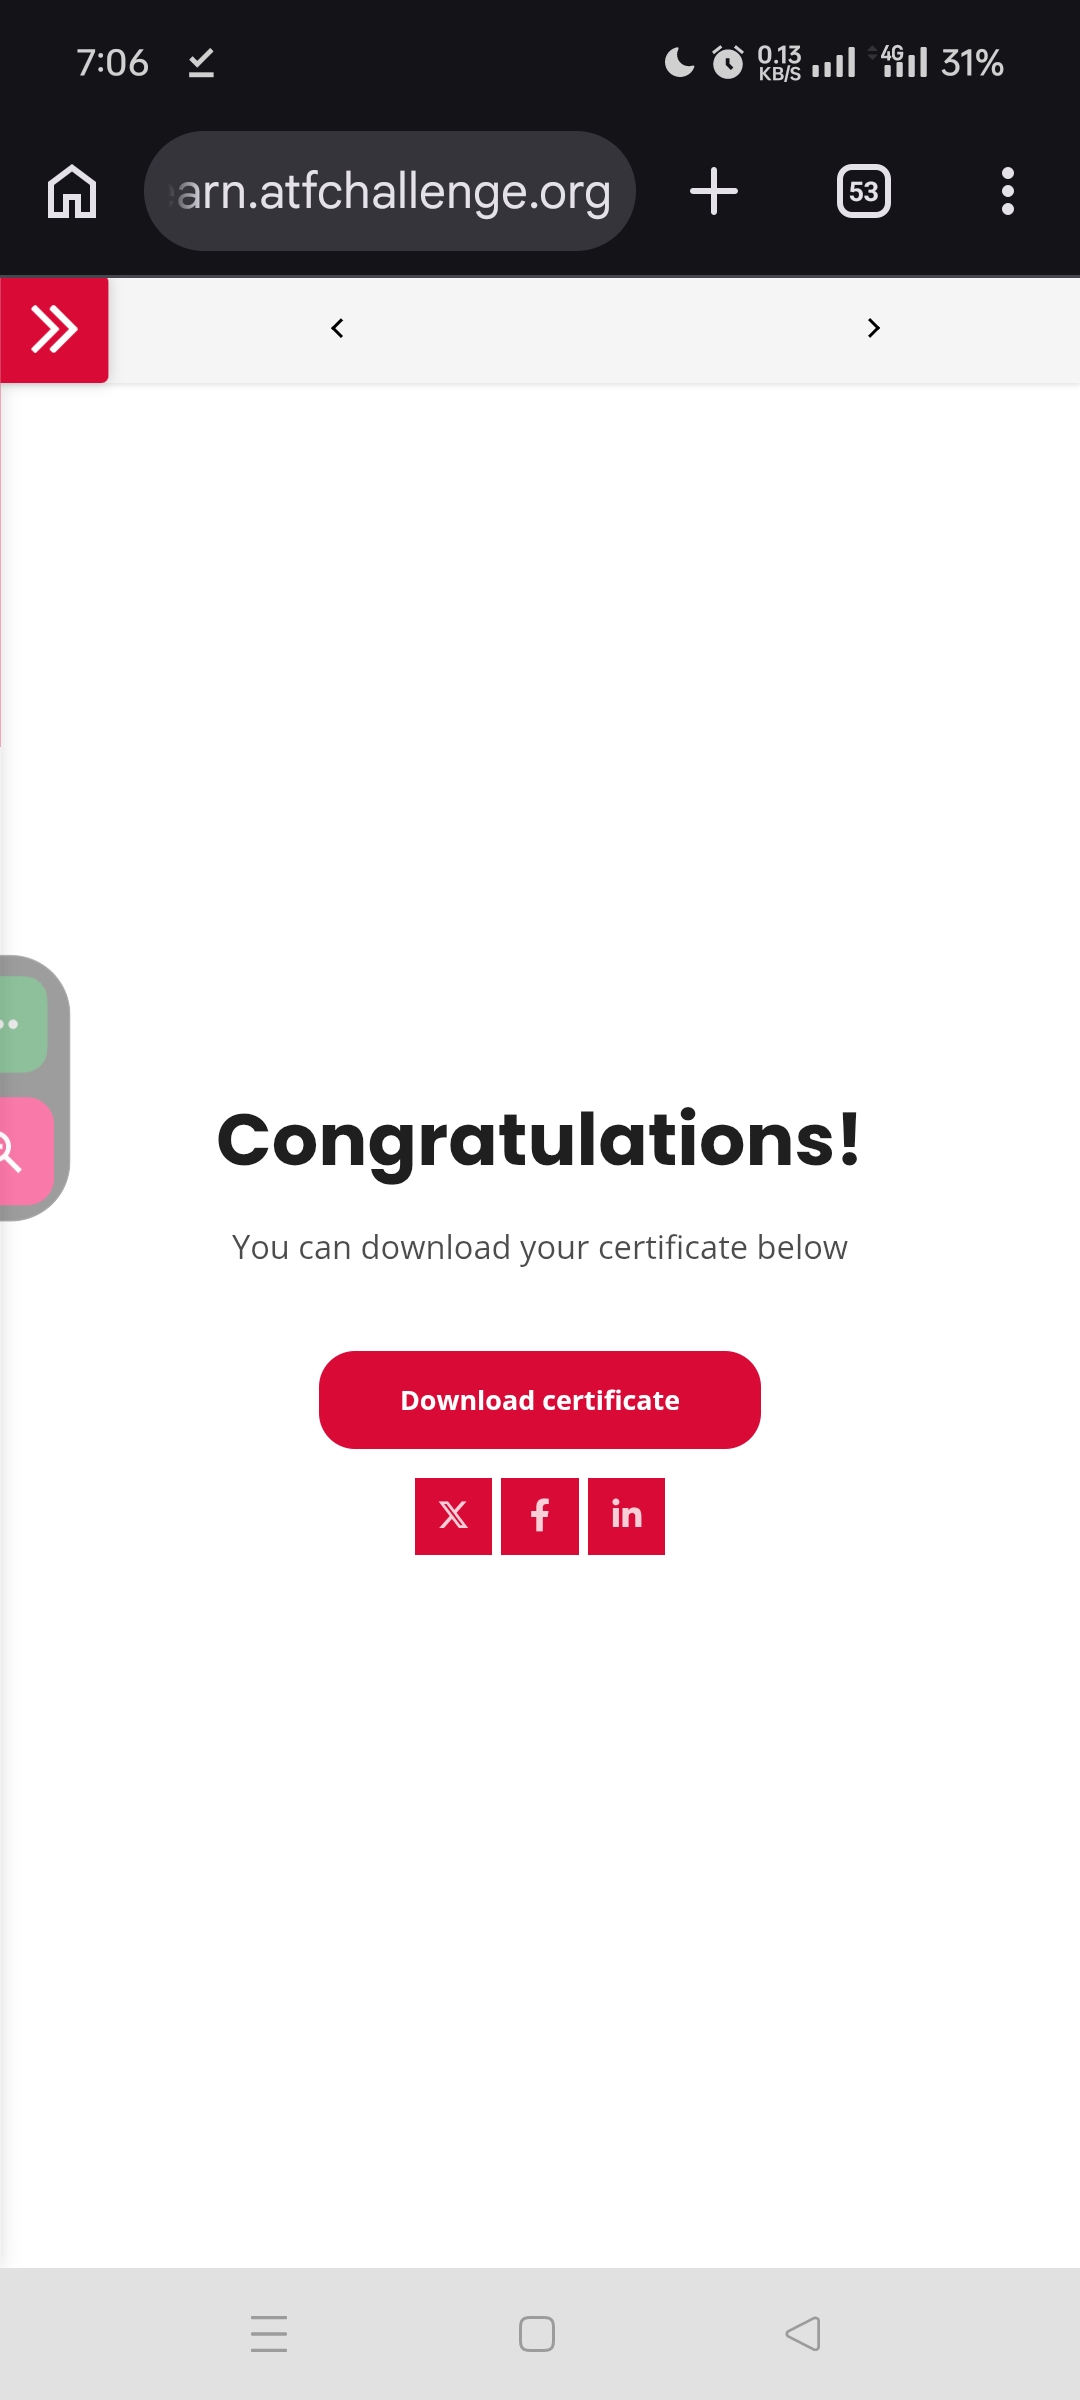 7:06
0.13
KB/S
4G
31%
arn.atfchallenge.org
53
Congratulations!
You can download your certificate below
Download certificate
X
f
in